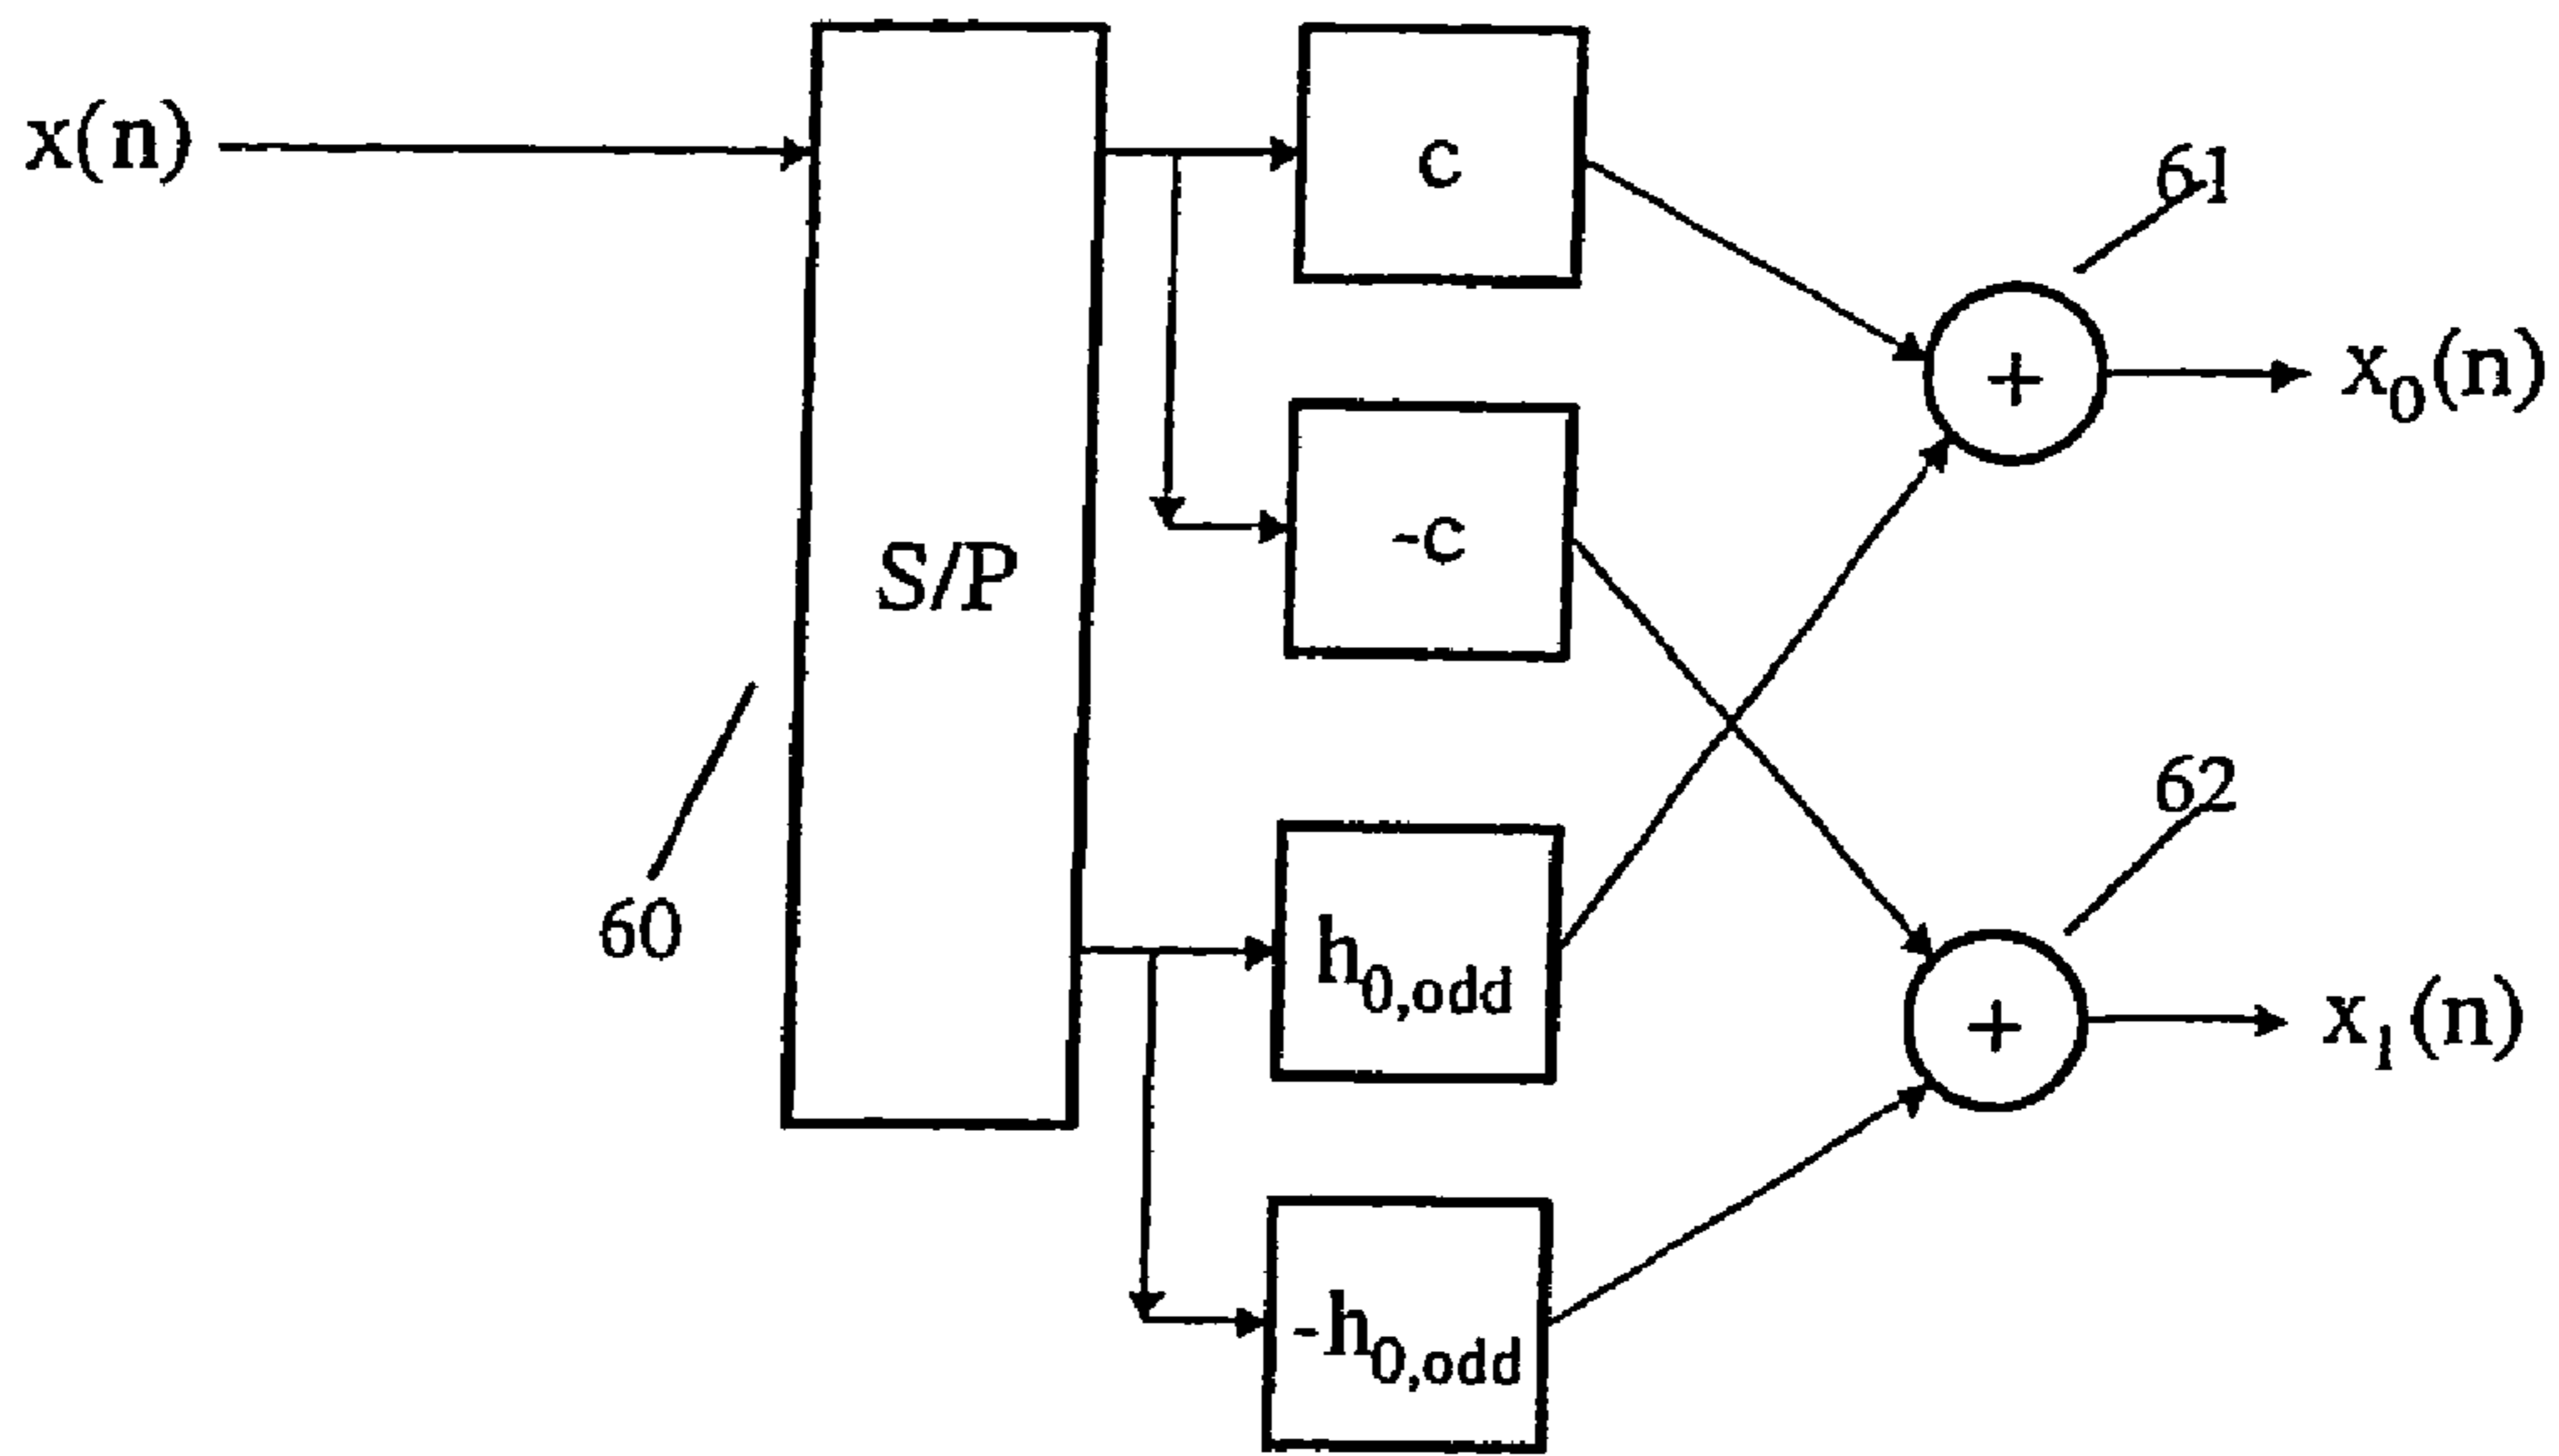 x(n)
c
61
x₀(n)
-c
S/P
62
60
h₀,odd
x₁(n)
-h₀,odd